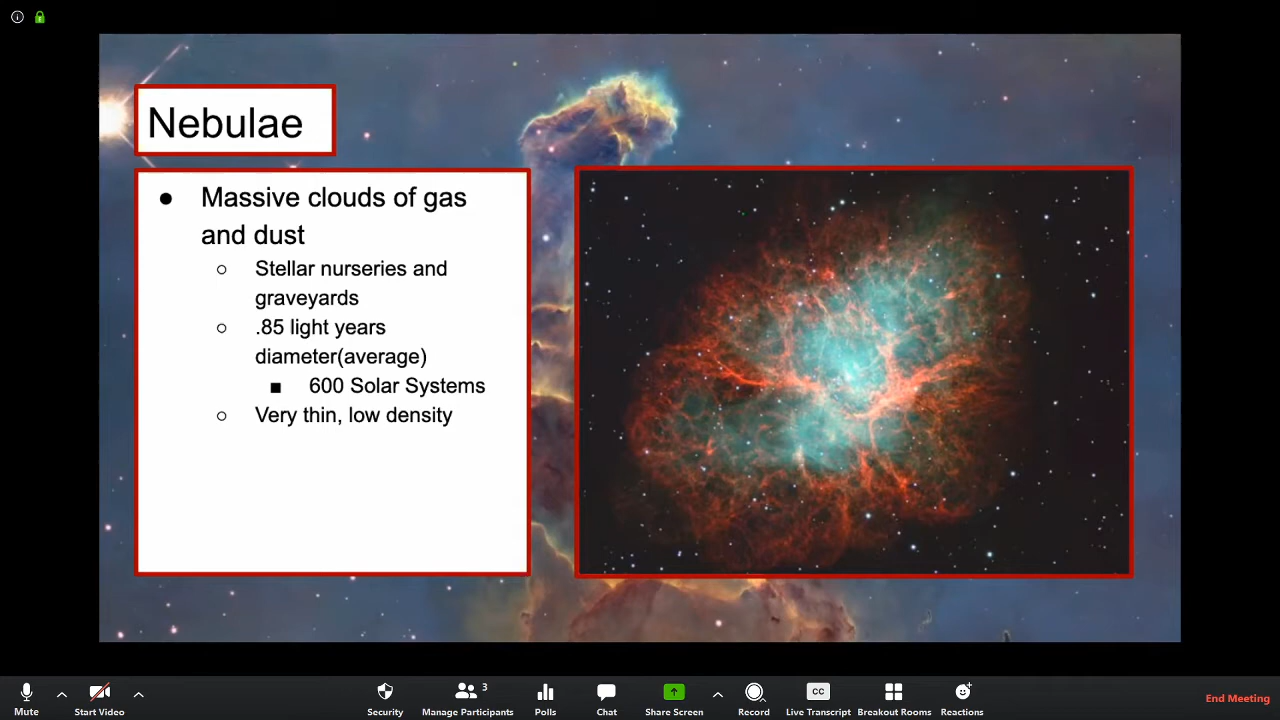 Nebulae
● Massive clouds of gas
and dust
○ Stellar nurseries and
graveyards
○ .85 light years
diameter(average)
■ 600 Solar Systems
○ Very thin, low density
Mute
Start Video
Security
3
Manage Participants
Polls
Chat
Share Screen
Record
CC
Live Transcript
Breakout Rooms
Reactions
End Meeting